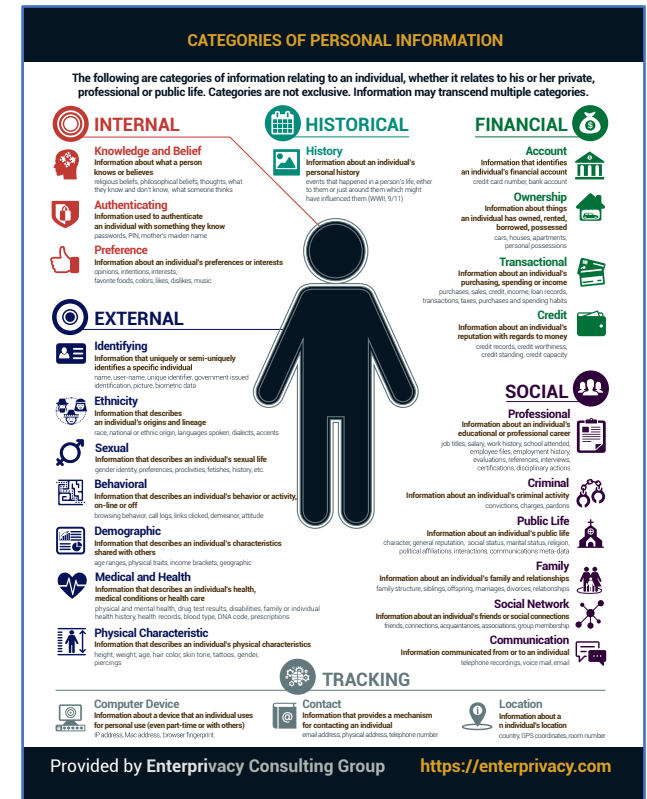 CATEGORIES OF PERSONAL INFORMATION
The following are categories of information relating to an individual, whether it relates to his or her private,
professional or public life. Categories are not exclusive. Information may transcend multiple categories.
INTERNAL
Knowledge and Belief
Information about what a person
knows or believes
religious beliefs, philosophical beliefs, thoughts, what
they know and don't know, what someone thinks
Authenticating
Information used to authenticate
an individual with something they know
passwords, PIN, mother's maiden name
Preference
Information about an individual's preferences or interests
opinions, intentions, interests,
favorite foods, colors, likes, dislikes, music
HISTORICAL
History
Information about an individual's
personal history
events that happened in a person's life, either
to them or just around them which might
have influenced them (WWII, 9/11)
FINANCIAL
Account
Information that identifies
an individual's financial account
credit card number, bank account
Ownership
Information about things
an individual has owned, rented,
borrowed, possessed
cars, houses, apartments,
personal possessions
Transactional
Information about an individual's
purchasing, spending or income
purchases, sales, credit, income, loan records,
transactions, taxes, purchases and spending habits
Credit
Information about an individual's
reputation with regards to money
credit records, credit worthiness,
credit standing, credit capacity
EXTERNAL
Identifying
Information that uniquely or semi-uniquely
identifies a specific individual
name, user-name, unique identifier, government issued
identification, picture, biometric data
Ethnicity
Information that describes
an individual's origins and lineage
race, national or ethnic origin, languages spoken, dialects, accents
Sexual
Information that describes an individual's sexual life
gender identity, preferences, proclivities, fetishes, history, etc.
Behavioral
Information that describes an individual's behavior or activity,
on-line or off
browsing behavior, call logs, links clicked, demeanor, attitude
Demographic
Information that describes an individual's characteristics
shared with others
age ranges, physical traits, income brackets, geographic
Medical and Health
Information that describes an individual's health,
medical conditions or health care
physical and mental health, drug test results, disabilities, family or individual
health history, health records, blood type, DNA code, prescriptions
Physical Characteristic
Information that describes an individual's physical characteristics
height, weight, age, hair color, skin tone, tattoos, gender,
piercings
SOCIAL
Professional
Information about an individual's
educational or professional career
job titles, salary, work history, school attended,
employee files, employment history,
evaluations, references, interviews,
certifications, disciplinary actions
Criminal
Information about an individual's criminal activity
convictions, charges, pardons
Public Life
Information about an individual's public life
character, general reputation, social status, marital status, religion,
political affiliations, interactions, communications meta-data
Family
Information about an individual's family and relationships
family structure, siblings, offspring, marriages, divorces, relationships
Social Network
Information about an individual's friends or social connections
friends, connections, acquaintances, associations, group membership
Communication
Information communicated from or to an individual
telephone recordings, voice mail, email
TRACKING
Computer Device
Information about a device that an individual uses
for personal use (even part-time or with others)
IP address, Mac address, browser fingerprint
Contact
Information that provides a mechanism
for contacting an individual
email address, physical address, telephone number
Location
Information about a
n individual's location
country, GPS coordinates, room number
Provided by Enterprivacy Consulting Group
https://enterprivacy.com